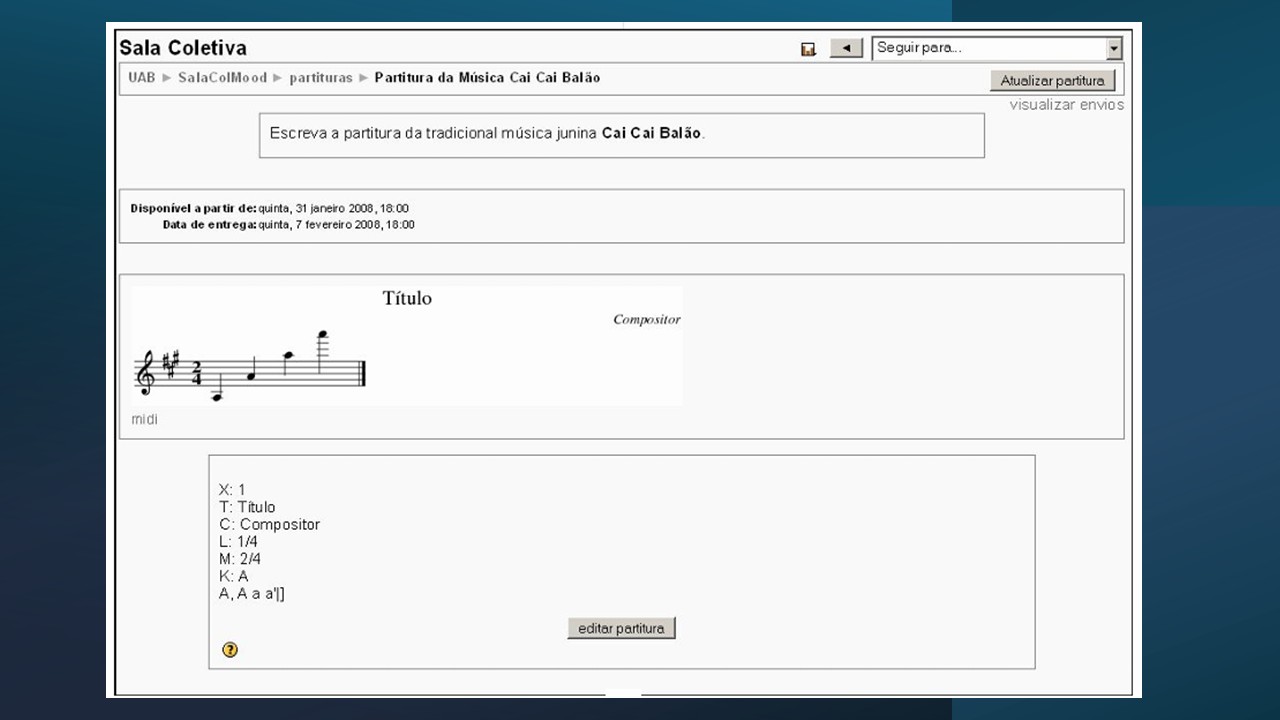 Sala Coletiva
Seguir para...
UAB ► SalaColMood ► partituras ► Partitura da Música Cai Cai Balão
Atualizar partitura
visualizar envios
Escreva a partitura da tradicional música junina Cai Cai Balão.
Disponível a partir de: quinta, 31 janeiro 2008, 18:00
Data de entrega: quinta, 7 fevereiro 2008, 18:00
Título
Compositor
2
4
midi
X: 1
T: Título
C: Compositor
L: 1/4
M: 2/4
K: A
A, A a a'|]
editar partitura
?